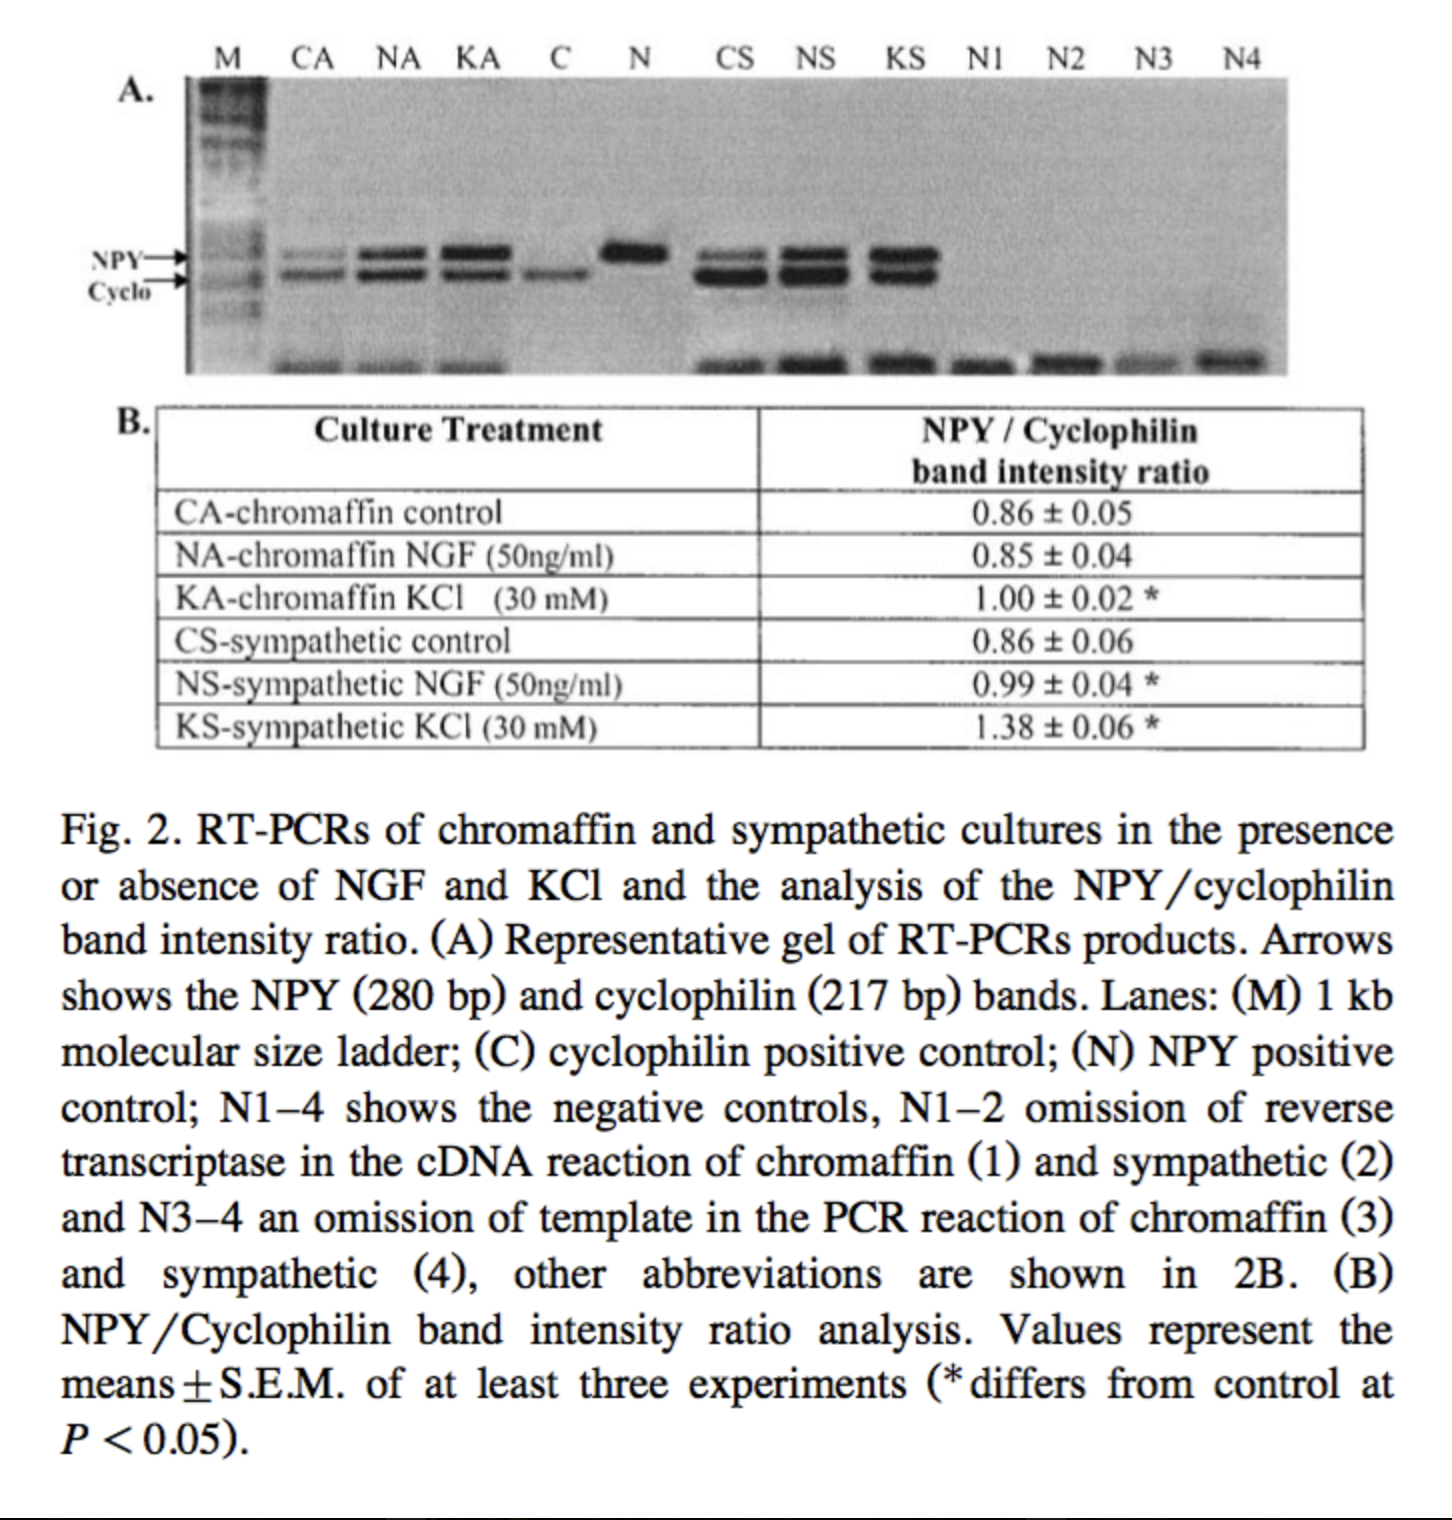 M CA NA KA C N CS NS KS N1 N2 N3 N4
A.
NPY
Cyclo
B.
Culture Treatment NPY / Cyclophilin
band intensity ratio
CA-chromaffin control 0.86 ± 0.05
NA-chromaffin NGF (50ng/ml) 0.85 ± 0.04
KA-chromaffin KCl (30 mM) 1.00 ± 0.02 *
CS-sympathetic control 0.86 ± 0.06
NS-sympathetic NGF (50ng/ml) 0.99 ± 0.04 *
KS-sympathetic KCl (30 mM) 1.38 ± 0.06 *
Fig. 2. RT-PCRs of chromaffin and sympathetic cultures in the presence
or absence of NGF and KCl and the analysis of the NPY/cyclophilin
band intensity ratio. (A) Representative gel of RT-PCRs products. Arrows
shows the NPY (280 bp) and cyclophilin (217 bp) bands. Lanes: (M) 1 kb
molecular size ladder; (C) cyclophilin positive control; (N) NPY positive
control; N1–4 shows the negative controls, N1–2 omission of reverse
transcriptase in the cDNA reaction of chromaffin (1) and sympathetic (2)
and N3–4 an omission of template in the PCR reaction of chromaffin (3)
and sympathetic (4), other abbreviations are shown in 2B. (B)
NPY/Cyclophilin band intensity ratio analysis. Values represent the
means±S.E.M. of at least three experiments (*differs from control at
P < 0.05).